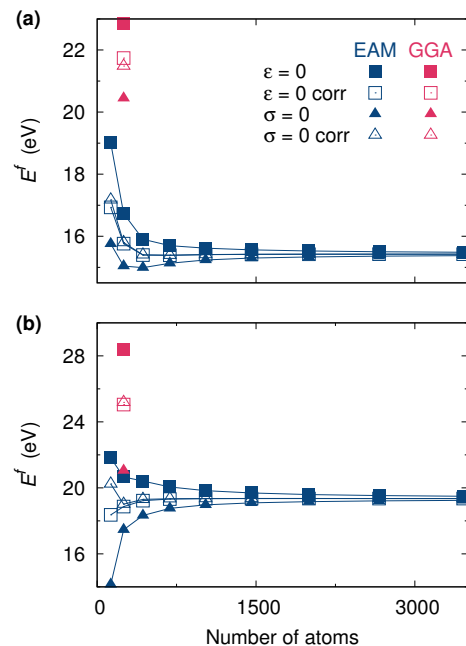 (a)
EAM GGA
ε = 0
ε = 0 corr
σ = 0
σ = 0 corr
22
20
18
16
E^f (eV)
(b)
28
24
20
16
E^f (eV)
0 1500 3000
Number of atoms